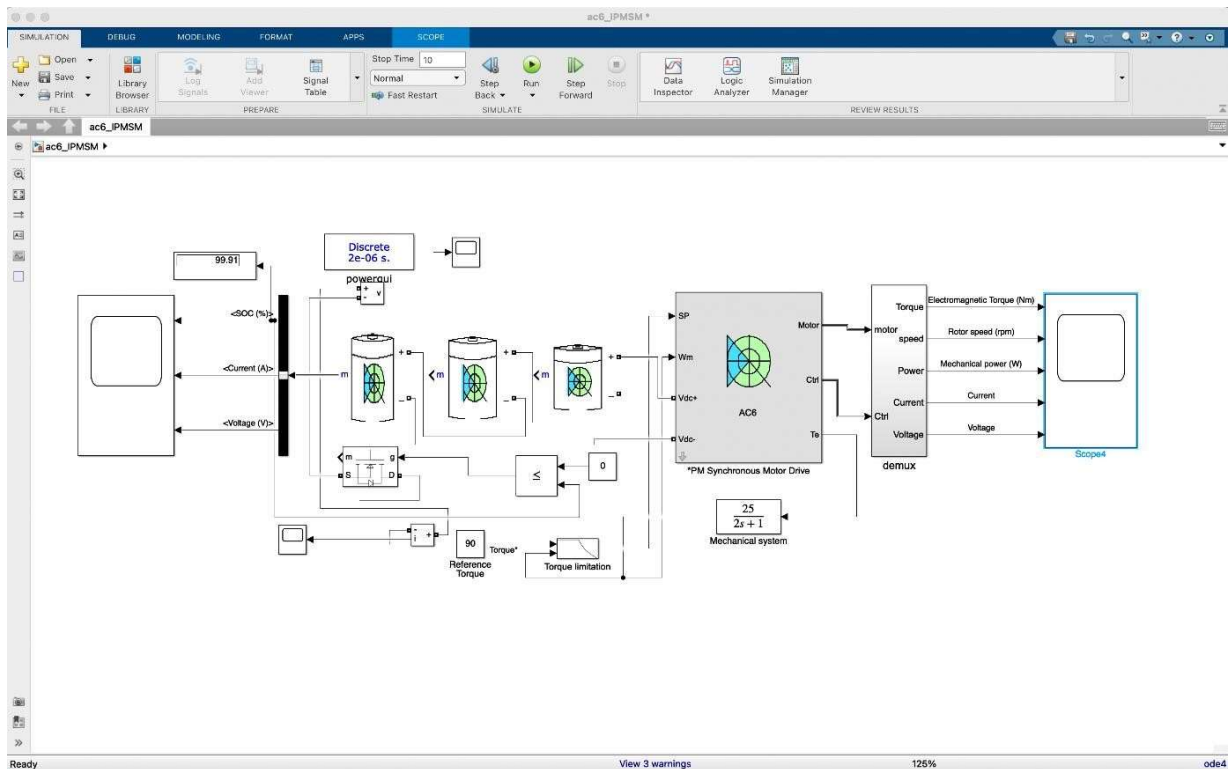 ac6_IPMSM *
SIMULATION DEBUG MODELING FORMAT APPS SCOPE
New
Open
Save
Print
FILE
Library
Browser
LIBRARY
Log
Signals
Add
Viewer
Signal
Table
PREPARE
Stop Time 10
Normal
Fast Restart
Step
Back
Run
Step
Forward
Stop
SIMULATE
Data
Inspector
Logic
Analyzer
Simulation
Manager
REVIEW RESULTS
ac6_IPMSM
ac6_IPMSM
99.91
Discrete
2e-06 s.
powergui
+
-
v
<SOC (%)>
<Current (A)>
<Voltage (V)>
m
+
_
m
+
_
m
+
_
m
g
S
D
≤
0
-
i
+
90
Torque*
Reference
Torque
Torque limitation
SP
Wm
Vdc+
Vdc-
Motor
Ctrl
Te
AC6
*PM Synchronous Motor Drive
25
2s + 1
Mechanical system
motor
Ctrl
Torque
speed
Power
Current
Voltage
demux
Electromagnetic Torque (Nm)
Rotor speed (rpm)
Mechanical power (W)
Current
Voltage
Scope4
Ready
View 3 warnings
125%
ode4